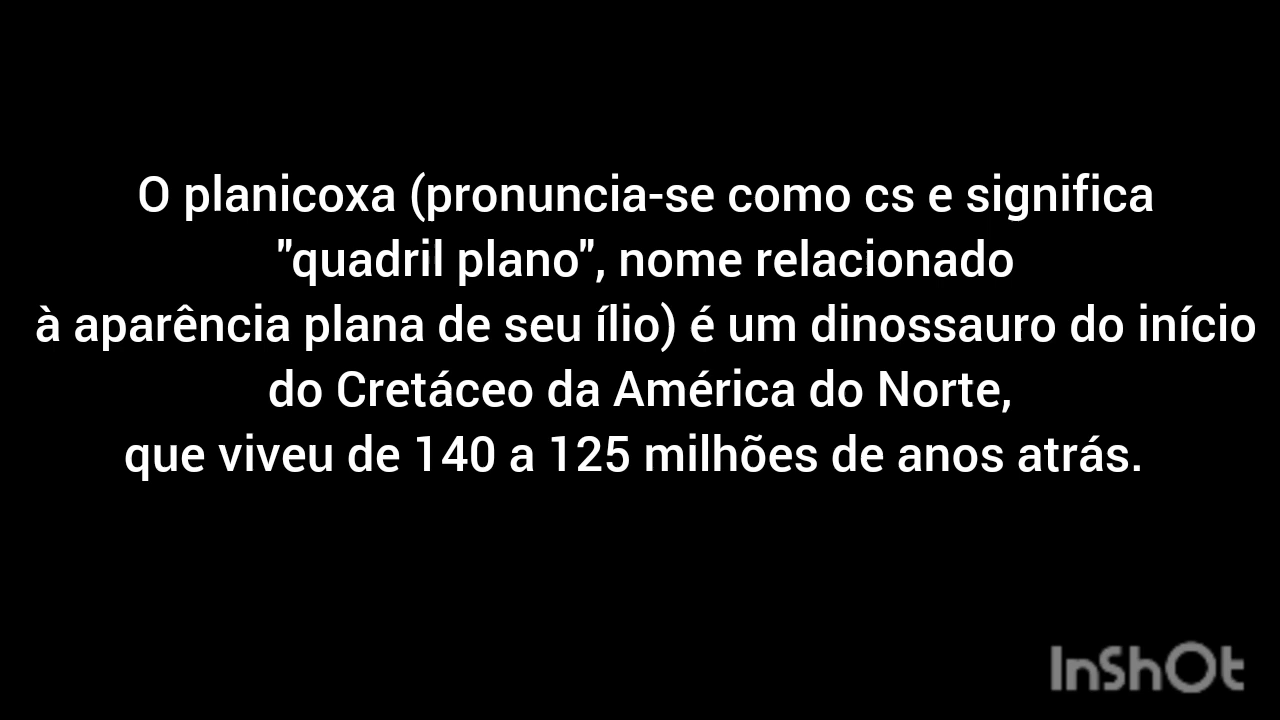 O planicoxa (pronuncia-se como cs e significa
"quadril plano", nome relacionado
à aparência plana de seu ílio) é um dinossauro do início
do Cretáceo da América do Norte,
que viveu de 140 a 125 milhões de anos atrás.
InShOt